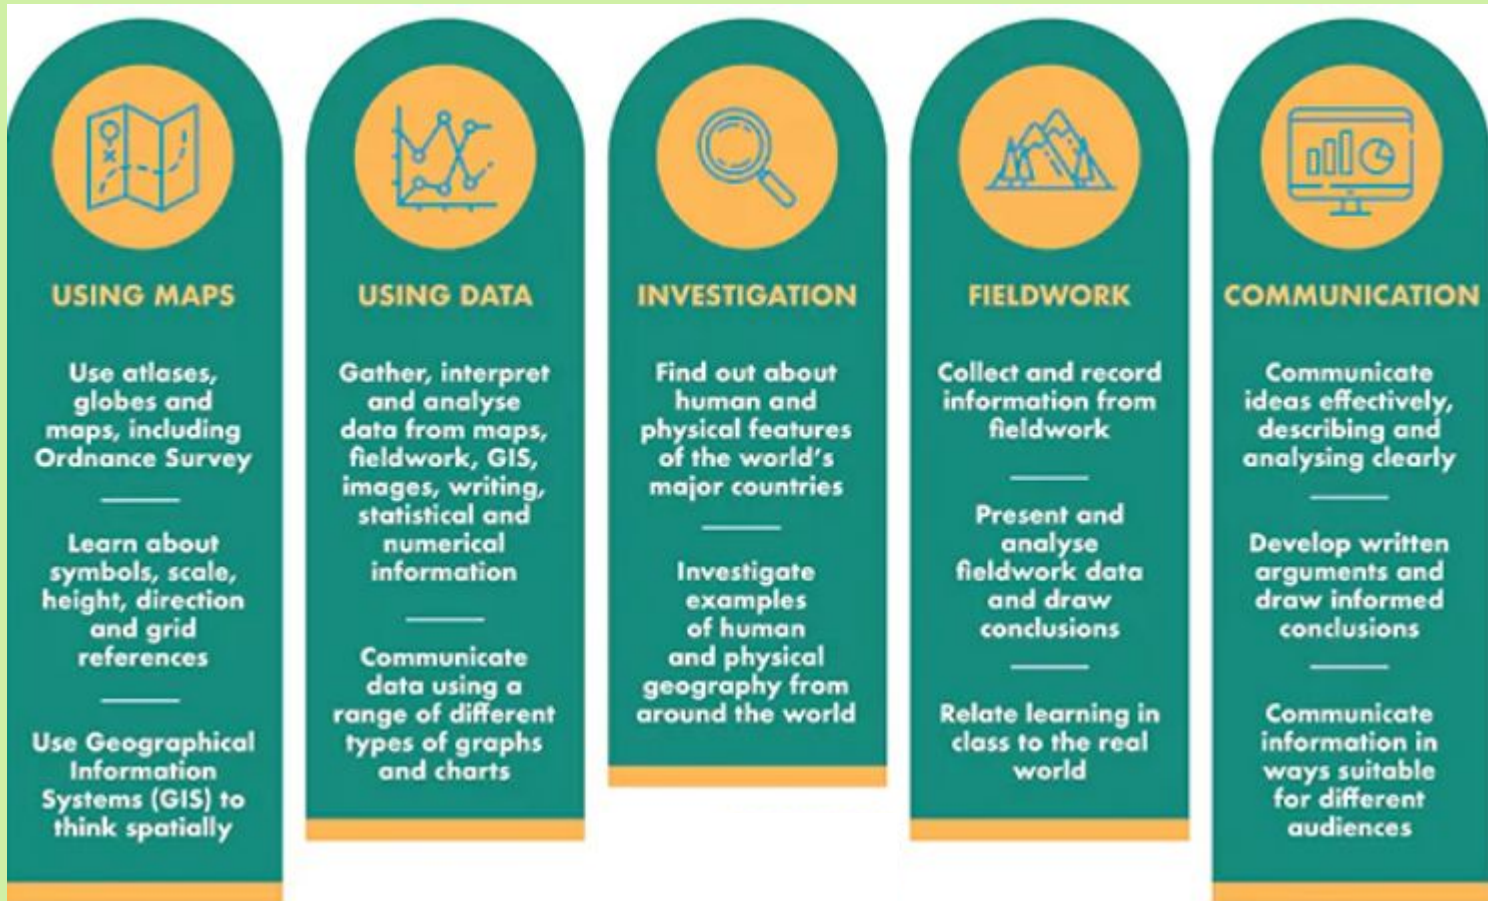 USING MAPS
Use atlases,
globes and
maps, including
Ordnance Survey
Learn about
symbols, scale,
height, direction
and grid
references
Use Geographical
Information
Systems (GIS) to
think spatially
USING DATA
Gather, interpret
and analyse
data from maps,
fieldwork, GIS,
images, writing,
statistical and
numerical
information
Communicate
data using a
range of different
types of graphs
and charts
INVESTIGATION
Find out about
human and
physical features
of the world's
major countries
Investigate
examples
of human
and physical
geography from
around the world
FIELDWORK
Collect and record
information from
fieldwork
Present and
analyse
fieldwork data
and draw
conclusions
Relate learning in
class to the real
world
COMMUNICATION
Communicate
ideas effectively,
describing and
analysing clearly
Develop written
arguments and
draw informed
conclusions
Communicate
information in
ways suitable
for different
audiences